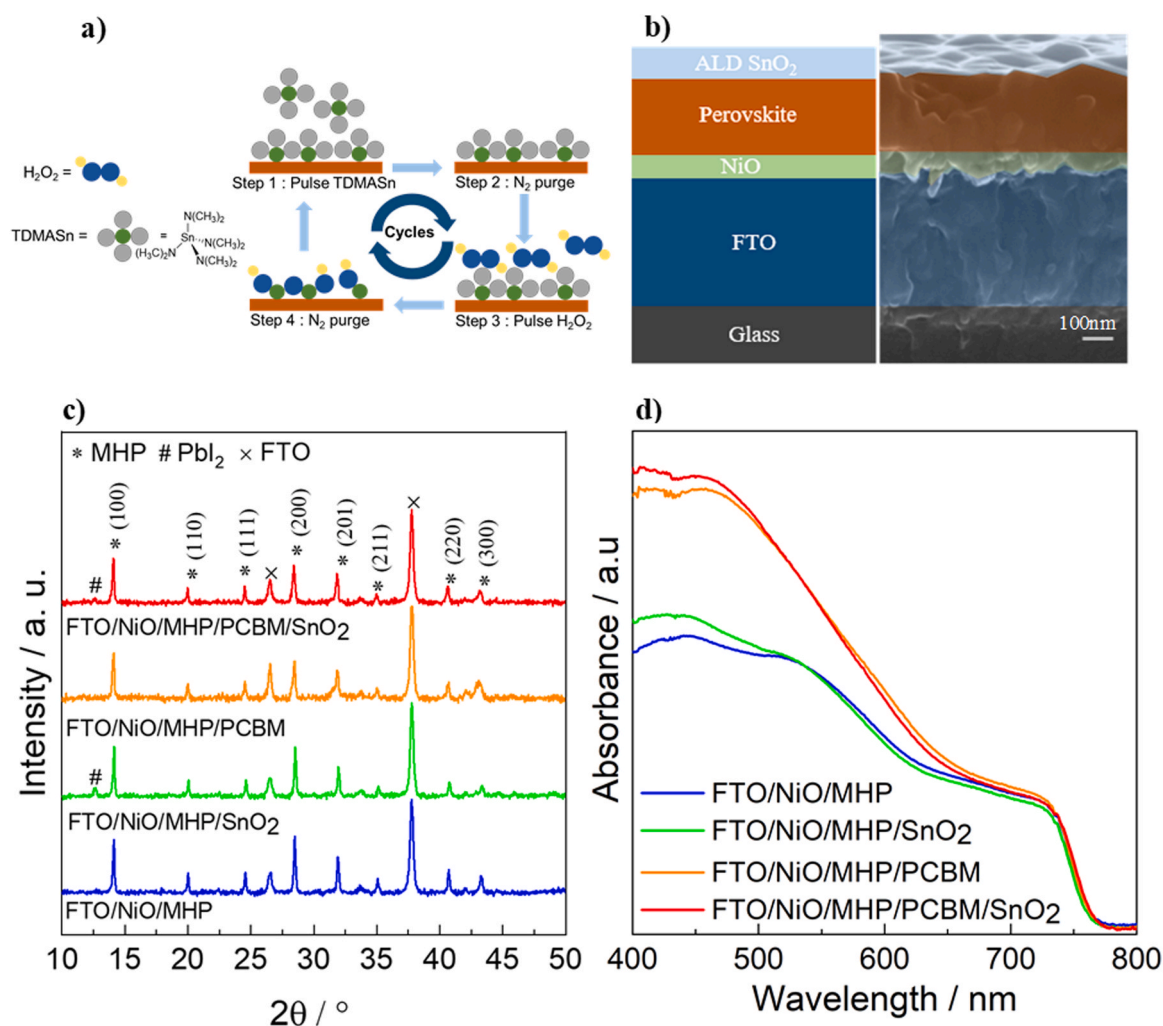 a)
H₂O₂ =
TDMASn =
=
N(CH₃)₂
Sn
(H₃C)₂N
N(CH₃)₂
N(CH₃)₂
Step 1 : Pulse TDMASn
Step 2 : N₂ purge
Cycles
Step 4 : N₂ purge
Step 3 : Pulse H₂O₂
b)
ALD SnO₂
Perovskite
NiO
FTO
Glass
100nm
c)
* MHP # PbI₂ × FTO
# * (100) * (110) * (111) × * (200) * (201) * (211) × * (220) * (300)
FTO/NiO/MHP/PCBM/SnO₂
FTO/NiO/MHP/PCBM
#
FTO/NiO/MHP/SnO₂
FTO/NiO/MHP
Intensity / a. u.
10 15 20 25 30 35 40 45 50
2θ / °
d)
Absorbance / a.u
FTO/NiO/MHP
FTO/NiO/MHP/SnO₂
FTO/NiO/MHP/PCBM
FTO/NiO/MHP/PCBM/SnO₂
400 500 600 700 800
Wavelength / nm